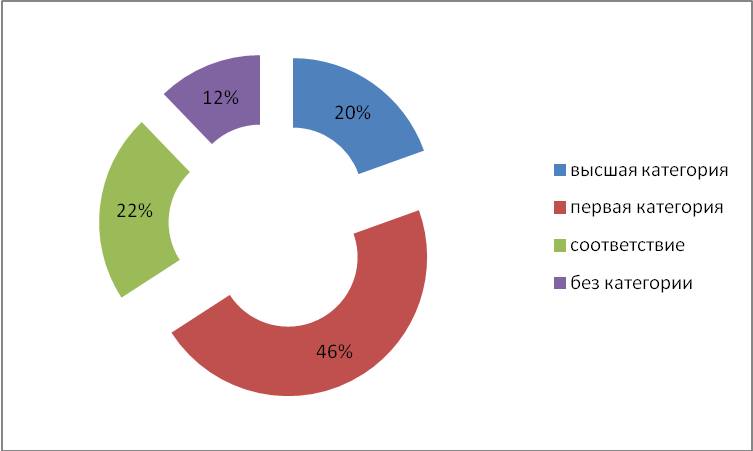 12%
20%
22%
46%
высшая категория
первая категория
соответствие
без категории